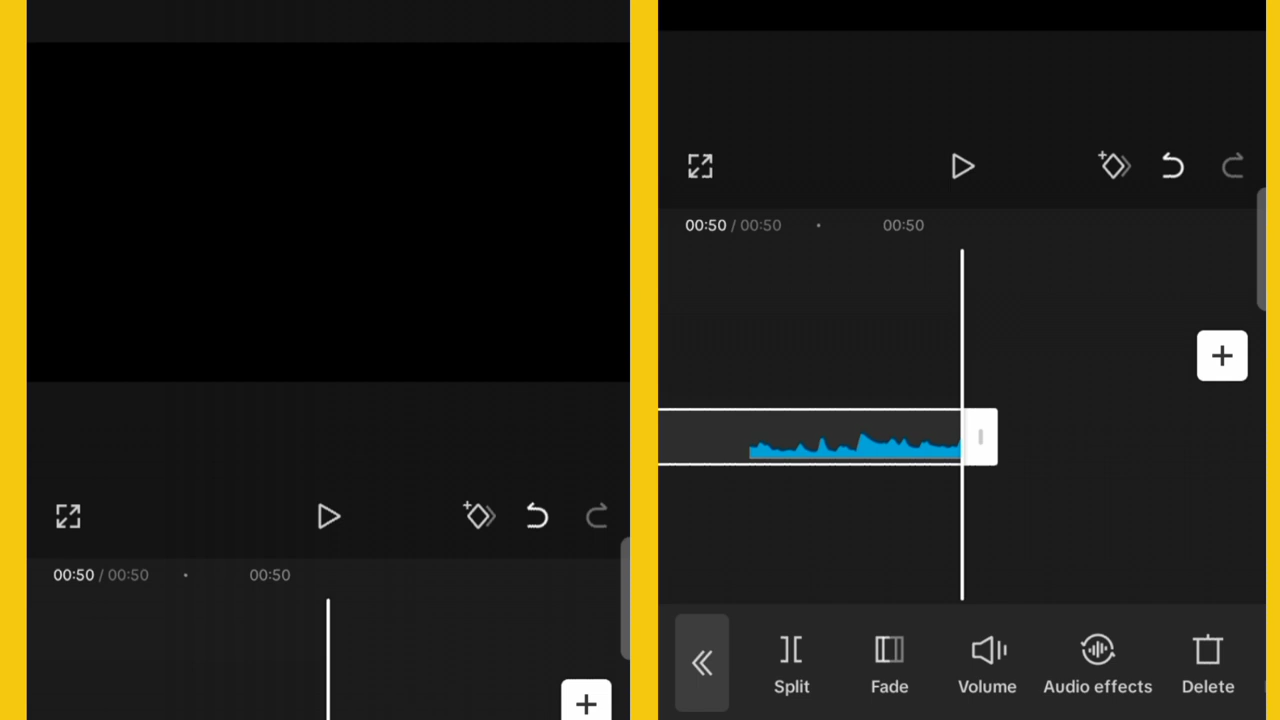 00:50 / 00:50
00:50
00:50 / 00:50
00:50
Split
Fade
Volume
Audio effects
Delete